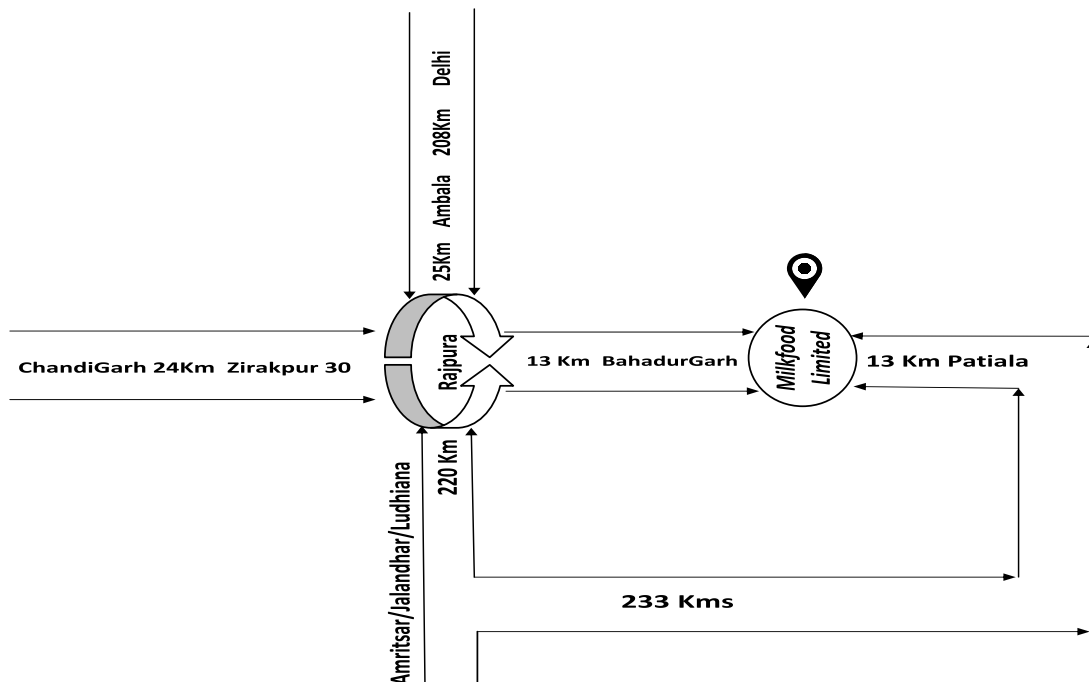 25Km Ambala 208Km Delhi
ChandiGarh 24Km Zirakpur 30
Rajpura
13 Km BahadurGarh
Milkfood
Limited
13 Km Patiala
220 Km
Amritsar/Jalandhar/Ludhiana
233 Kms